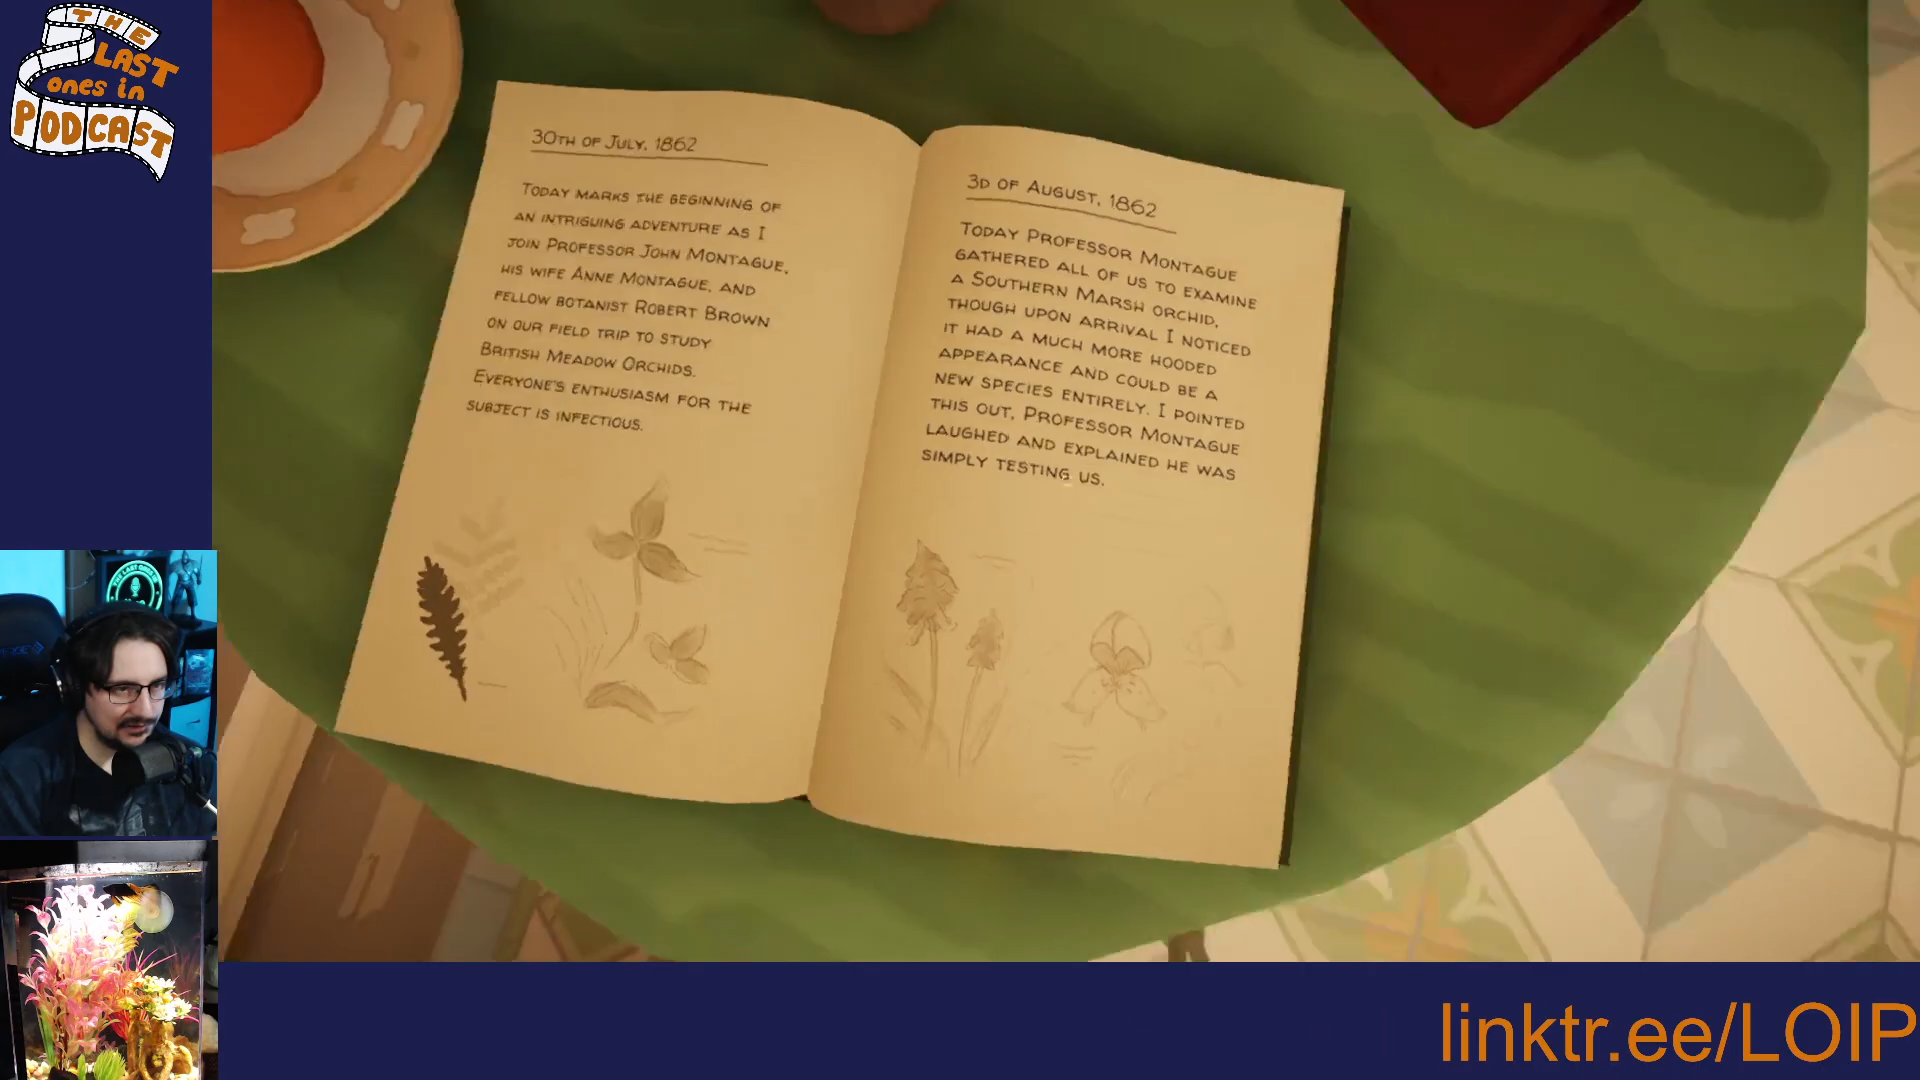 THE
LAST
ones in
PODCAST
30TH OF JULY, 1862
TODAY MARKS THE BEGINNING OF
AN INTRIGUING ADVENTURE AS I
JOIN PROFESSOR JOHN MONTAGUE,
HIS WIFE ANNE MONTAGUE, AND
FELLOW BOTANIST ROBERT BROWN
ON OUR FIELD TRIP TO STUDY
BRITISH MEADOW ORCHIDS.
EVERYONE'S ENTHUSIASM FOR THE
SUBJECT IS INFECTIOUS.
3D OF AUGUST, 1862
TODAY PROFESSOR MONTAGUE
GATHERED ALL OF US TO EXAMINE
A SOUTHERN MARSH ORCHID,
THOUGH UPON ARRIVAL I NOTICED
IT HAD A MUCH MORE HOODED
APPEARANCE AND COULD BE A
NEW SPECIES ENTIRELY. I POINTED
THIS OUT, PROFESSOR MONTAGUE
LAUGHED AND EXPLAINED HE WAS
SIMPLY TESTING US.
linktr.ee/LOIP